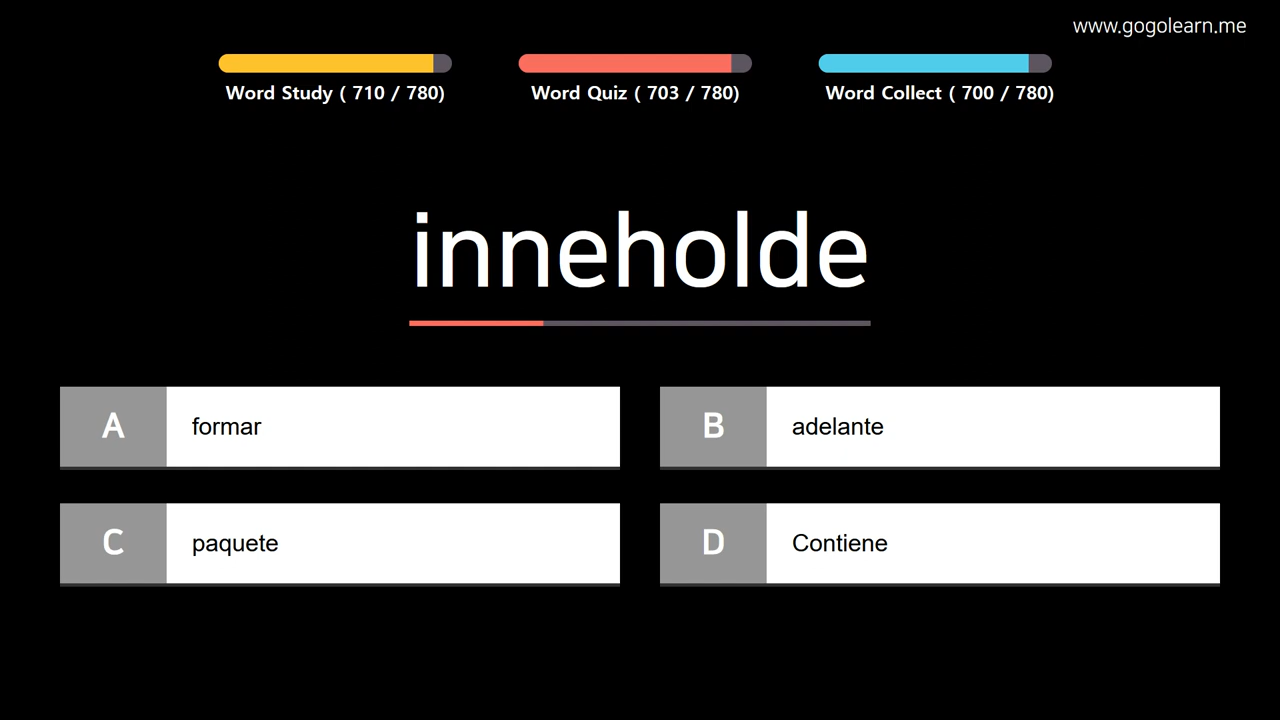 www.gogolearn.me
Word Study ( 710 / 780)
Word Quiz ( 703 / 780)
Word Collect ( 700 / 780)
inneholde
A formar
B adelante
C paquete
D Contiene